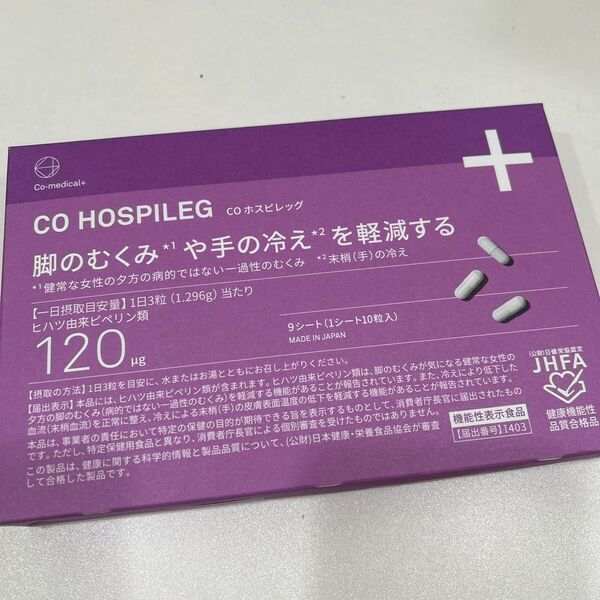 Co-medical+
CO HOSPILEG CO ホスピレッグ
脚のむくみ*1や手の冷え*2を軽減する
*1健常な女性の夕方の病的ではない一過性のむくみ *2末梢(手)の冷え
【一日摂取目安量】1日3粒(1.296g)当たり
ヒハツ由来ピペリン類
120μg
9シート(1シート10粒入)
MADE IN JAPAN
【摂取の方法】1日3粒を目安に、水またはお湯とともにお召し上がりください。
【届出表示】本品には、ヒハツ由来ピペリン類が含まれます。ヒハツ由来ピペリン類は、脚のむくみが気になる健常な女性の
夕方の脚のむくみ(病的ではない一過性のむくみ)を軽減する機能があることが報告されています。また、冷えにより低下した
血流(末梢血流)を正常に整え、冷えによる末梢(手)の皮膚表面温度の低下を軽減する機能があることが報告されています。
本品は、事業者の責任において特定の保健の目的が期待できる旨を表示するものとして、消費者庁長官に届出されたもの
です。ただし、特定保健用食品と異なり、消費者庁長官による個別審査を受けたものではありません。
この製品は、健康に関する科学的情報と製品品質について、(公財)日本健康・栄養食品協会が審査
して合格した製品です。
機能性表示食品
【届出番号】I403
(公財)日健栄協認定
JHFA
健康機能性
品質合格品